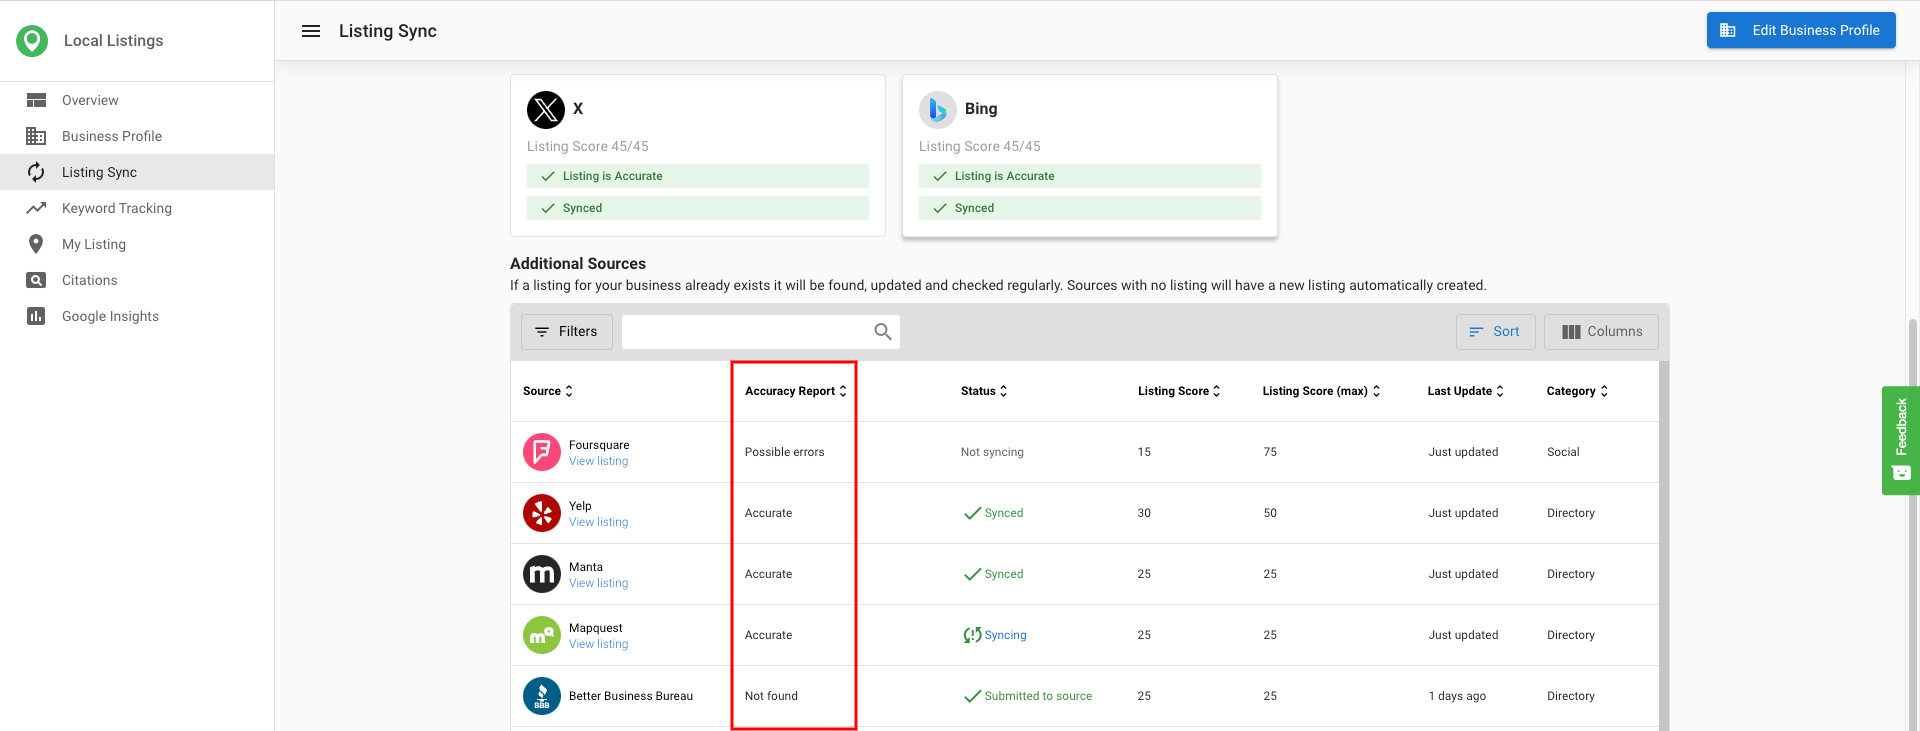 Local Listings
Listing Sync
Edit Business Profile
Overview
Business Profile
Listing Sync
Keyword Tracking
My Listing
Citations
Google Insights
X
Listing Score 45/45
Listing is Accurate
Synced
Bing
Listing Score 45/45
Listing is Accurate
Synced
Additional Sources
If a listing for your business already exists it will be found, updated and checked regularly. Sources with no listing will have a new listing automatically created.
Filters
Sort
Columns
Source Accuracy Report Status Listing Score Listing Score (max) Last Update Category
Foursquare
View listing
Possible errors Not syncing 15 75 Just updated Social
Yelp
View listing
Accurate Synced 30 50 Just updated Directory
Manta
View listing
Accurate Synced 25 25 Just updated Directory
Mapquest
View listing
Accurate Syncing 25 25 Just updated Directory
BBB
Better Business Bureau Not found Submitted to source 25 25 1 days ago Directory
Feedback